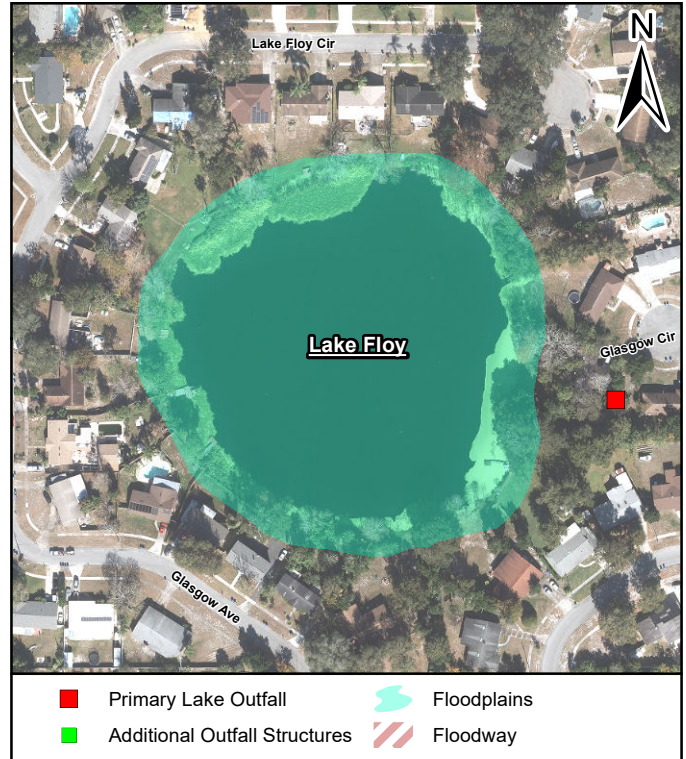 Lake Floy Cir
N
Lake Floy
Glasgow Cir
Glasgow Ave
Primary Lake Outfall
Floodplains
Additional Outfall Structures
Floodway